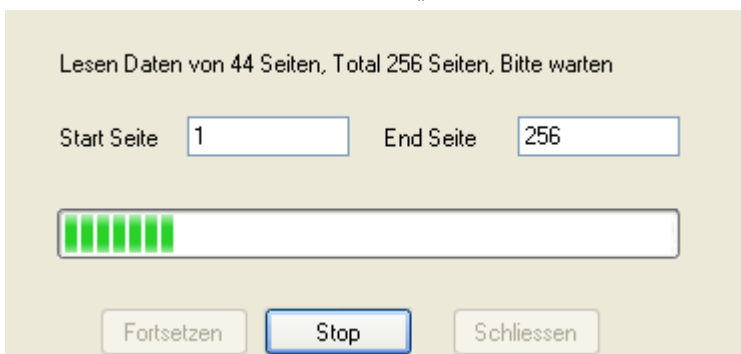 Lesen Daten von 44 Seiten, Total 256 Seiten, Bitte warten
Start Seite 1 End Seite 256
Fortsetzen Stop Schliessen